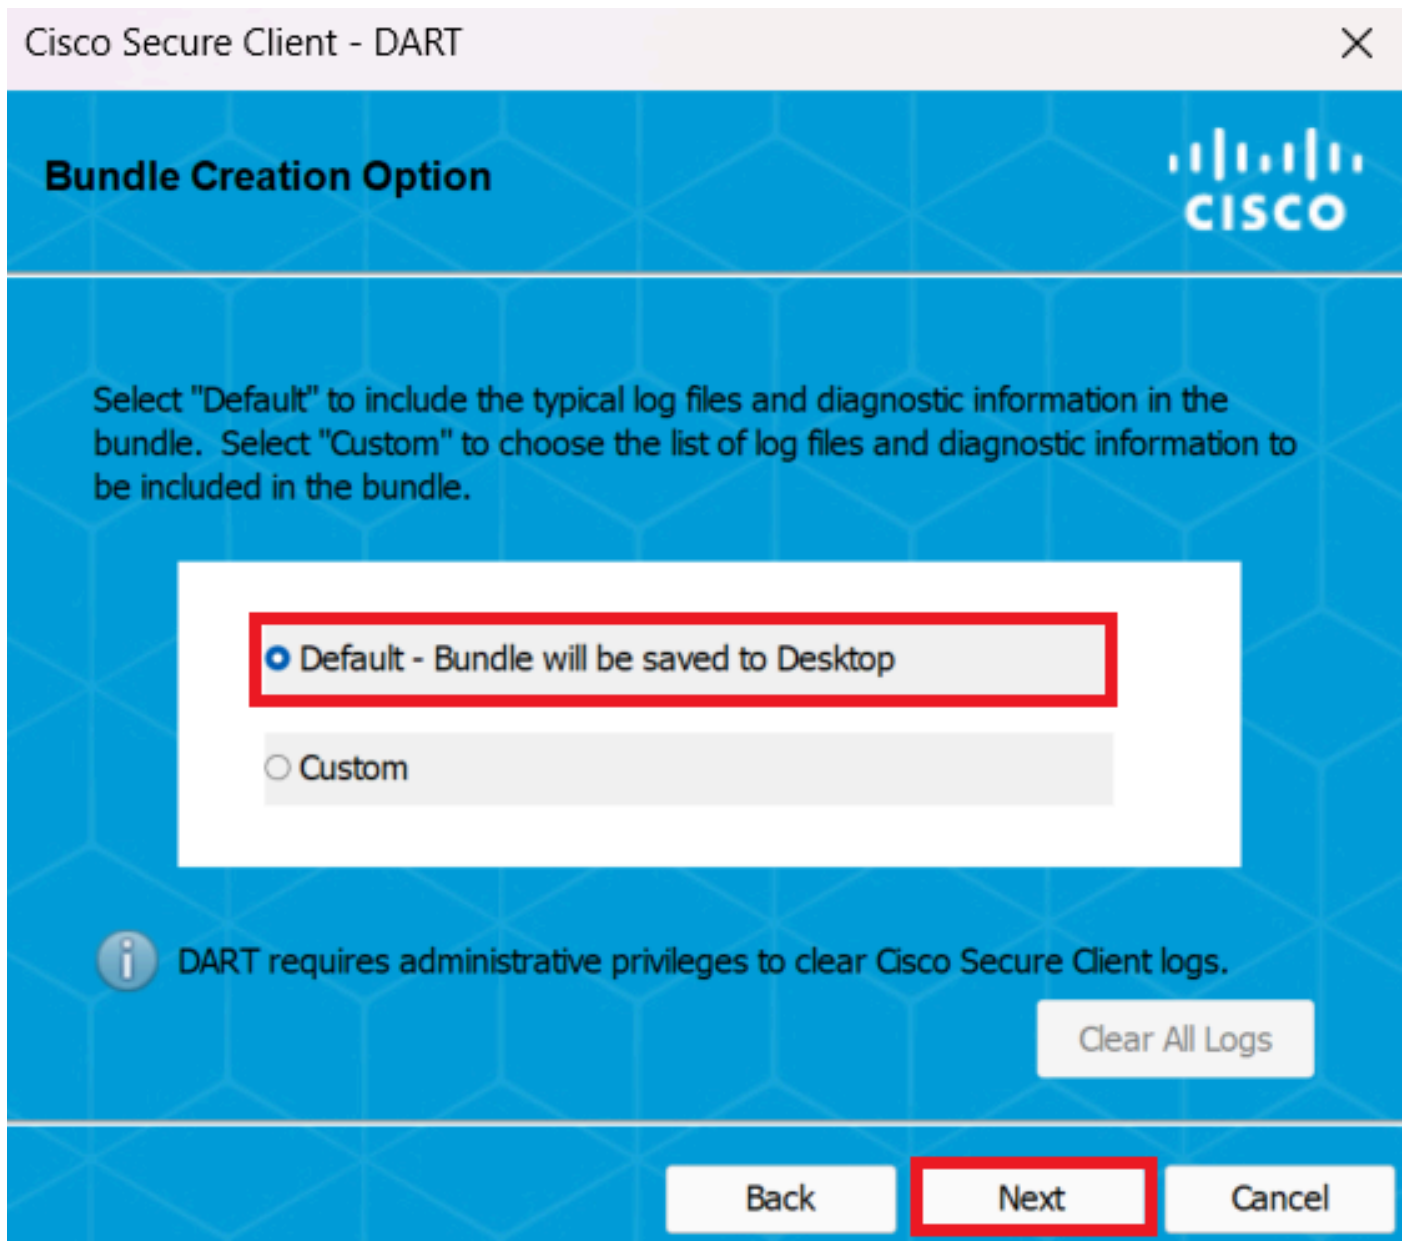 Cisco Secure Client - DART
Bundle Creation Option
CISCO
Select "Default" to include the typical log files and diagnostic information in the
bundle.  Select "Custom" to choose the list of log files and diagnostic information to
be included in the bundle.
Default - Bundle will be saved to Desktop
Custom
DART requires administrative privileges to clear Cisco Secure Client logs.
Clear All Logs
Back
Next
Cancel